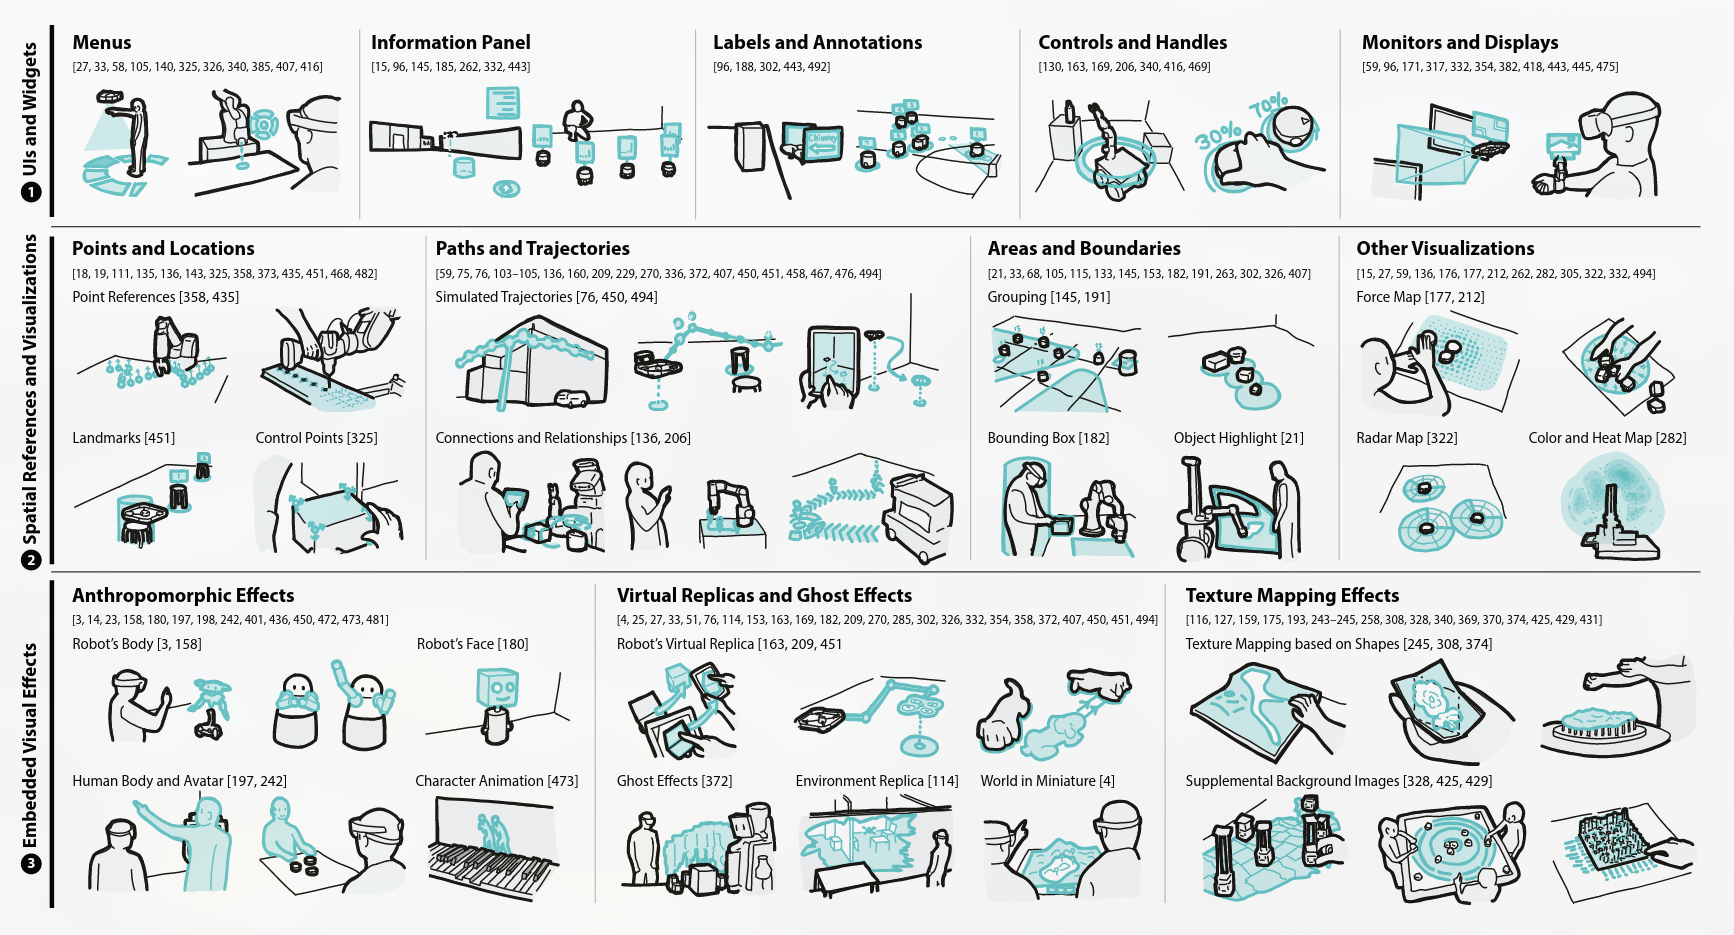 1 UIs and Widgets
Menus
[27, 33, 58, 105, 140, 325, 326, 340, 385, 407, 416]
Information Panel
[15, 96, 145, 185, 262, 332, 443]
Labels and Annotations
[96, 188, 302, 443, 492]
Chimney
Controls and Handles
[130, 163, 169, 206, 340, 416, 469]
30%
70%
Monitors and Displays
[59, 96, 171, 317, 332, 354, 382, 418, 443, 445, 475]
2 Spatial References and Visualizations
Points and Locations
[18, 19, 111, 135, 136, 143, 325, 358, 373, 435, 451, 468, 482]
Point References [358, 435]
Landmarks [451]
Control Points [325]
Paths and Trajectories
[59, 75, 76, 103–105, 136, 160, 209, 229, 270, 336, 372, 407, 450, 451, 458, 467, 476, 494]
Simulated Trajectories [76, 450, 494]
Connections and Relationships [136, 206]
Areas and Boundaries
[21, 33, 68, 105, 115, 133, 145, 153, 182, 191, 263, 302, 326, 407]
Grouping [145, 191]
Bounding Box [182]
Object Highlight [21]
Other Visualizations
[15, 27, 59, 136, 176, 177, 212, 262, 282, 305, 322, 332, 494]
Force Map [177, 212]
Radar Map [322]
Color and Heat Map [282]
3 Embedded Visual Effects
Anthropomorphic Effects
[3, 14, 23, 158, 180, 197, 198, 242, 401, 436, 450, 472, 473, 481]
Robot’s Body [3, 158]
Robot’s Face [180]
Human Body and Avatar [197, 242]
Character Animation [473]
Virtual Replicas and Ghost Effects
[4, 25, 27, 33, 51, 76, 114, 153, 163, 169, 182, 209, 270, 285, 302, 326, 332, 354, 358, 372, 407, 450, 451, 494]
Robot’s Virtual Replica [163, 209, 451
Ghost Effects [372]
Environment Replica [114]
World in Miniature [4]
Texture Mapping Effects
[116, 127, 159, 175, 193, 243–245, 258, 308, 328, 340, 369, 370, 374, 425, 429, 431]
Texture Mapping based on Shapes [245, 308, 374]
Supplemental Background Images [328, 425, 429]